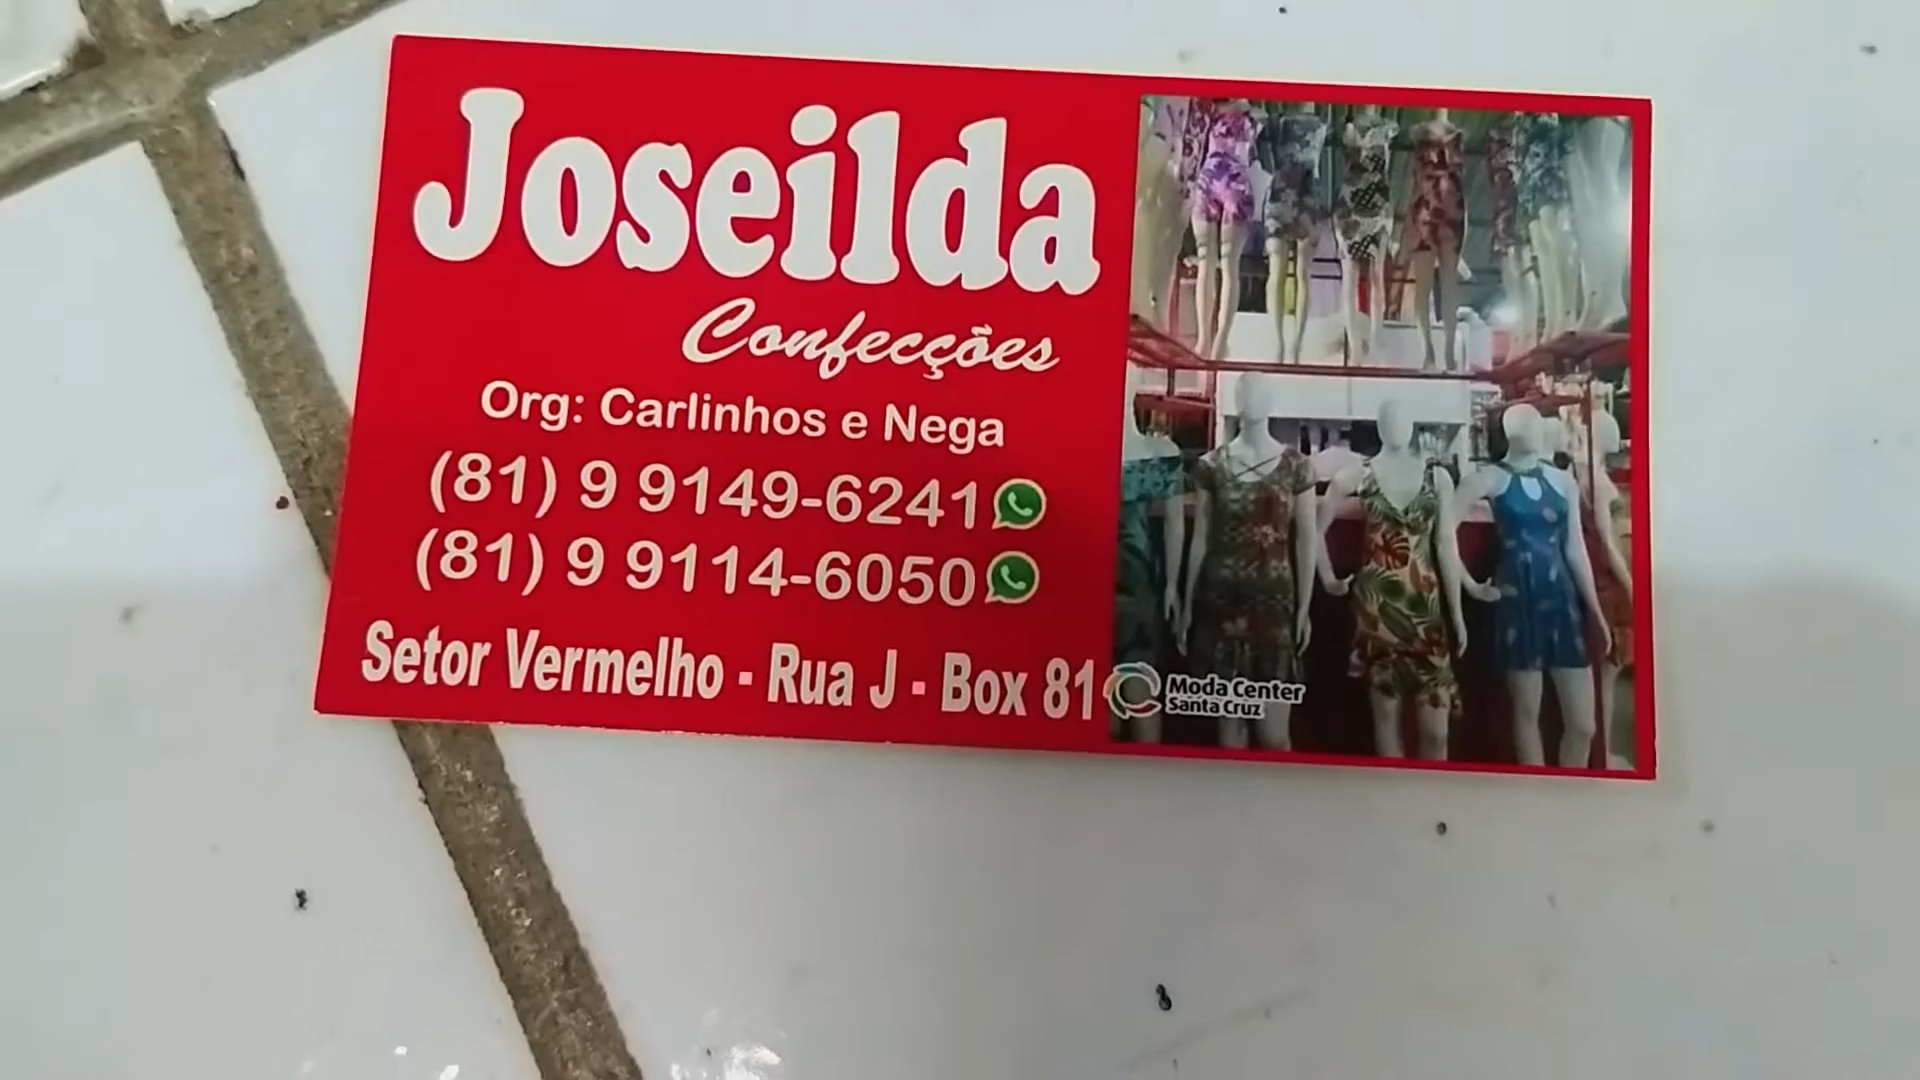 Joseilda
Confecções
Org: Carlinhos e Nega
(81) 9 9149-6241
(81) 9 9114-6050
Setor Vermelho - Rua J - Box 81
Moda Center
Santa Cruz